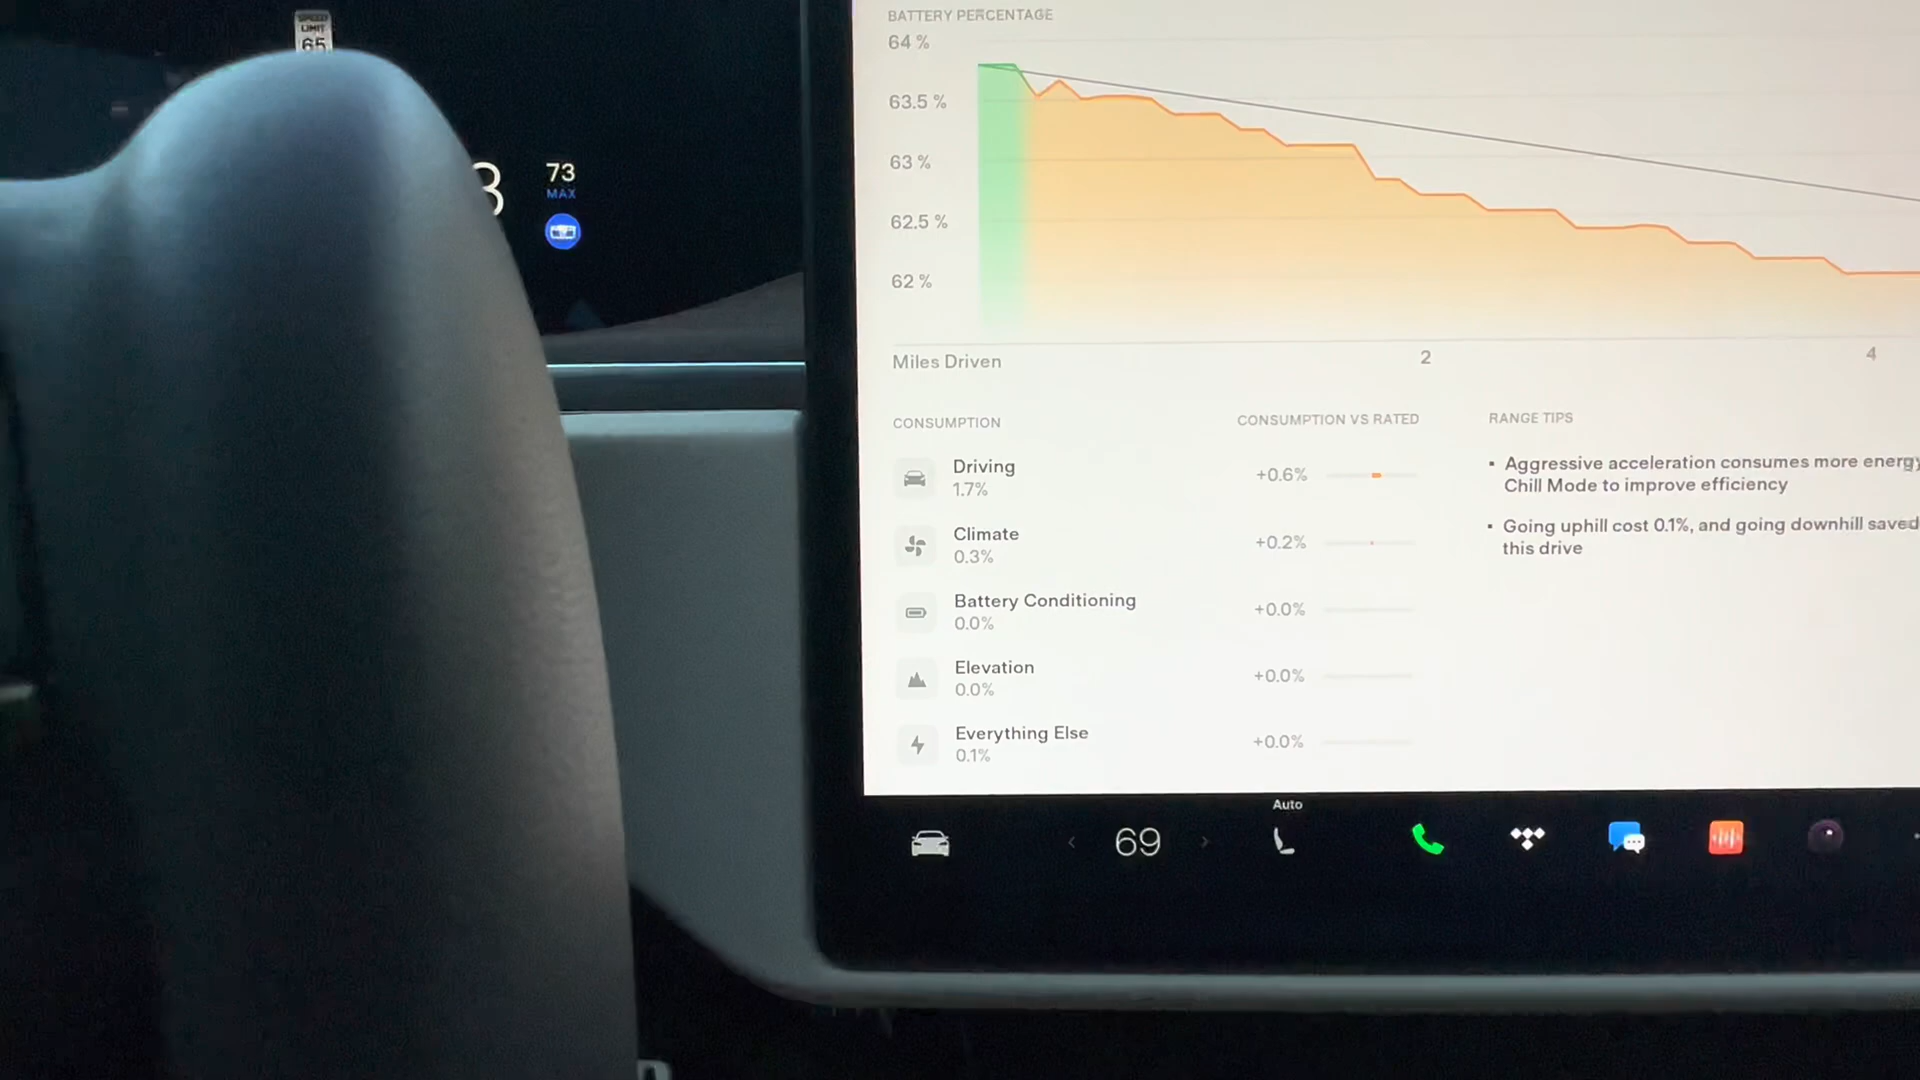 SPEED
LIMIT
65
73
MAX
BATTERY PERCENTAGE
64 %
63.5 %
63 %
62.5 %
62 %
Miles Driven
2
4
CONSUMPTION
CONSUMPTION VS RATED
RANGE TIPS
Driving
1.7%
+0.6%
Climate
0.3%
+0.2%
Battery Conditioning
0.0%
+0.0%
Elevation
0.0%
+0.0%
Everything Else
0.1%
+0.0%
▪ Aggressive acceleration consumes more energy
Chill Mode to improve efficiency
▪ Going uphill cost 0.1%, and going downhill saved
this drive
Auto
69